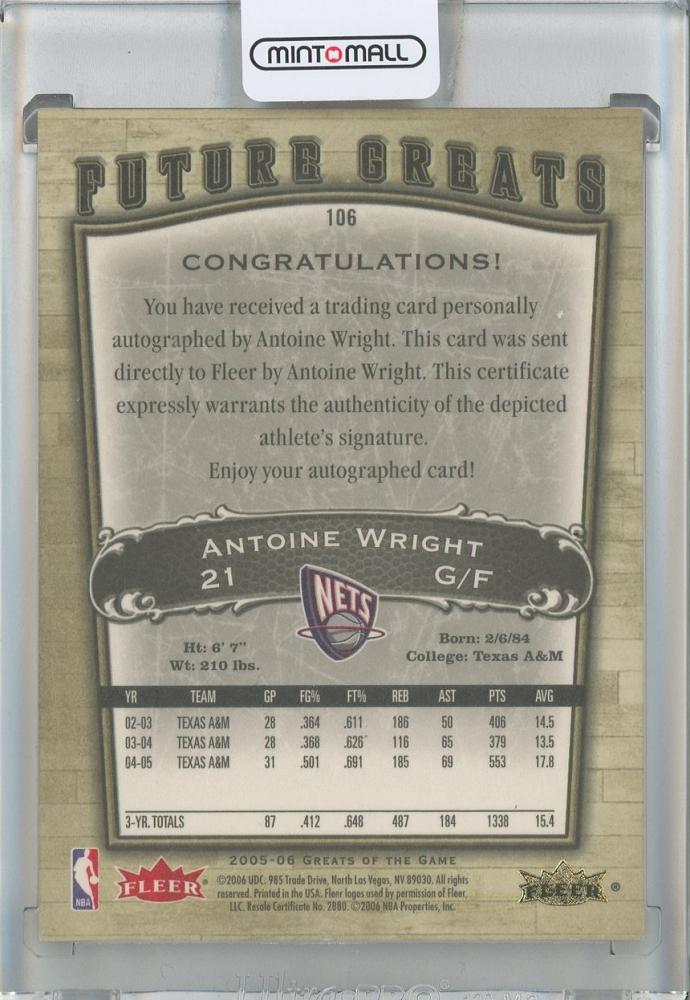 MINT MALL
FUTURE GREATS
106
CONGRATULATIONS!
You have received a trading card personally
autographed by Antoine Wright. This card was sent
directly to Fleer by Antoine Wright. This certificate
expressly warrants the authenticity of the depicted
athlete's signature.
Enjoy your autographed card!
ANTOINE WRIGHT
21 G/F
NETS
Ht: 6' 7"
Wt: 210 lbs.
Born: 2/6/84
College: Texas A&M
YR TEAM GP FG% FT% REB AST PTS AVG
02-03 TEXAS A&M 28 .364 .611 186 50 406 14.5
03-04 TEXAS A&M 28 .368 .626 116 65 379 13.5
04-05 TEXAS A&M 31 .501 .691 185 69 553 17.8
3-YR. TOTALS 87 .412 .648 487 184 1338 15.4
2005-06 GREATS OF THE GAME
NBA
FLEER
©2006 UDC. 985 Trade Drive, North Las Vegas, NV 89030. All rights
reserved. Printed in the USA. Fleer logos used by permission of Fleer,
LLC. Resale Certificate No. 2880. ©2006 NBA Properties, Inc.
FLEER ®